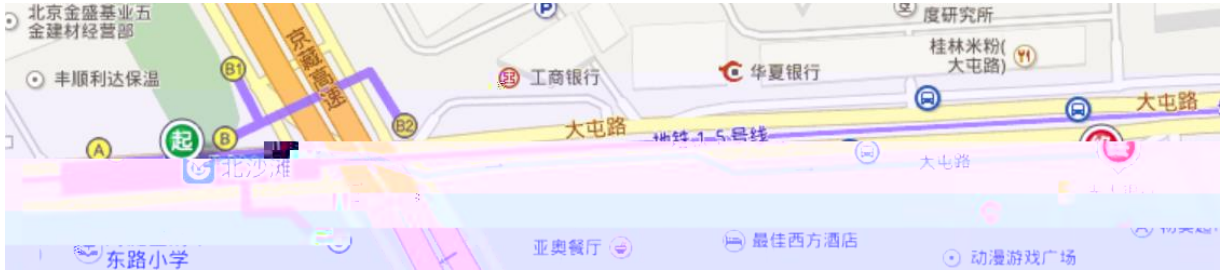 北京金盛基业五
金建材经营部
P
度研究所
京藏高速
桂林米粉(
大屯路)
丰顺利达保温
B1
工商银行
华夏银行
B2
大屯路
大屯路
起
B
A
地铁15号线
北沙滩
大屯路
东路小学
亚奥餐厅
最佳西方酒店
动漫游戏广场